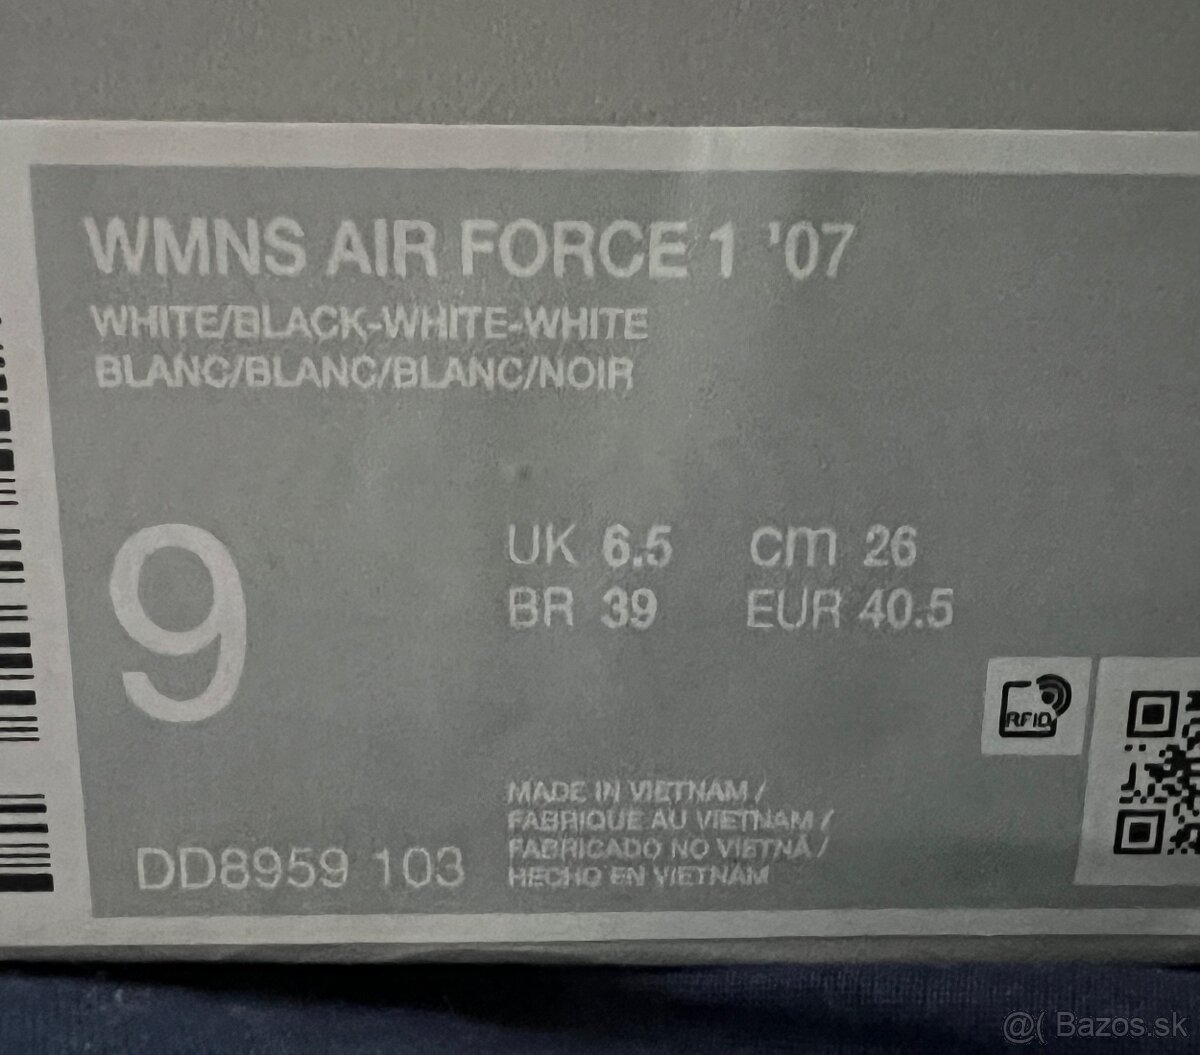 WMNS AIR FORCE 1 '07
WHITE/BLACK-WHITE-WHITE
BLANC/BLANC/BLANC/NOIR
9
UK 6.5 cm 26
BR 39 EUR 40.5
RFID
MADE IN VIETNAM /
FABRIQUE AU VIETNAM /
FABRICADO NO VIETNÃ /
HECHO EN VIETNAM
DD8959 103
@( Bazos.sk